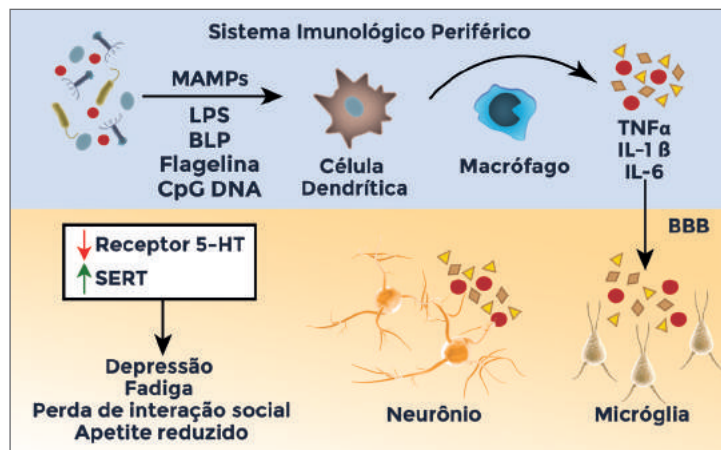 Sistema Imunológico Periférico
MAMPs
LPS
BLP
Flagelina
CpG DNA
Célula
Dendrítica
Macrófago
TNFα
IL-1 ß
IL-6
BBB
Receptor 5-HT
SERT
Depressão
Fadiga
Perda de interação social
Apetite reduzido
Neurônio
Micróglia